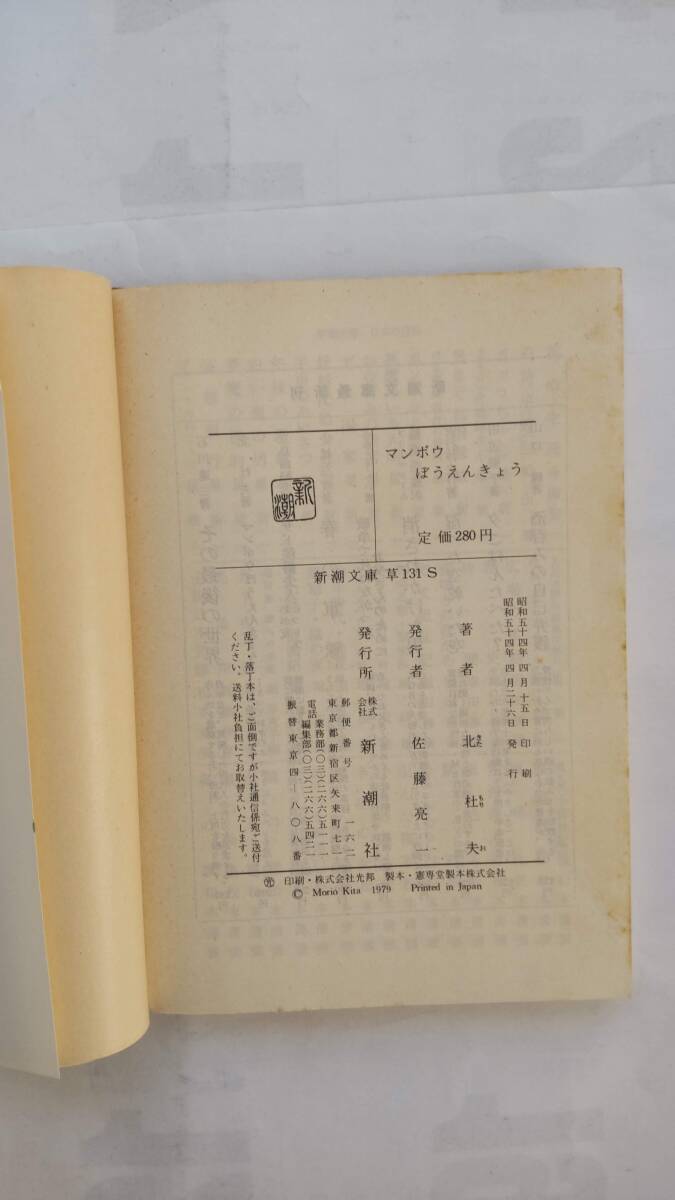 マンボウ
ぼうえんきょう
定価280円
新潮
新潮文庫 草131S
昭和五十四年 四月 十五日 印刷
昭和五十四年 四月二十六日 発行
著者 北 杜夫
きた もりお
発行者 佐藤亮一
発行所 株式会社 新潮社
郵便番号 一六二
東京都新宿区矢来町七一
電話 業務部(〇三)(二六六)五一一一
編集部(〇三)(二六六)五四二一
振替東京四―八〇八番
乱丁・落丁本は、ご面倒ですが小社通信係宛ご送付
ください。送料小社負担にてお取替えいたします。
㊋ 印刷・株式会社光邦 製本・憲専堂製本株式会社
© Morio Kita 1979 Printed in Japan